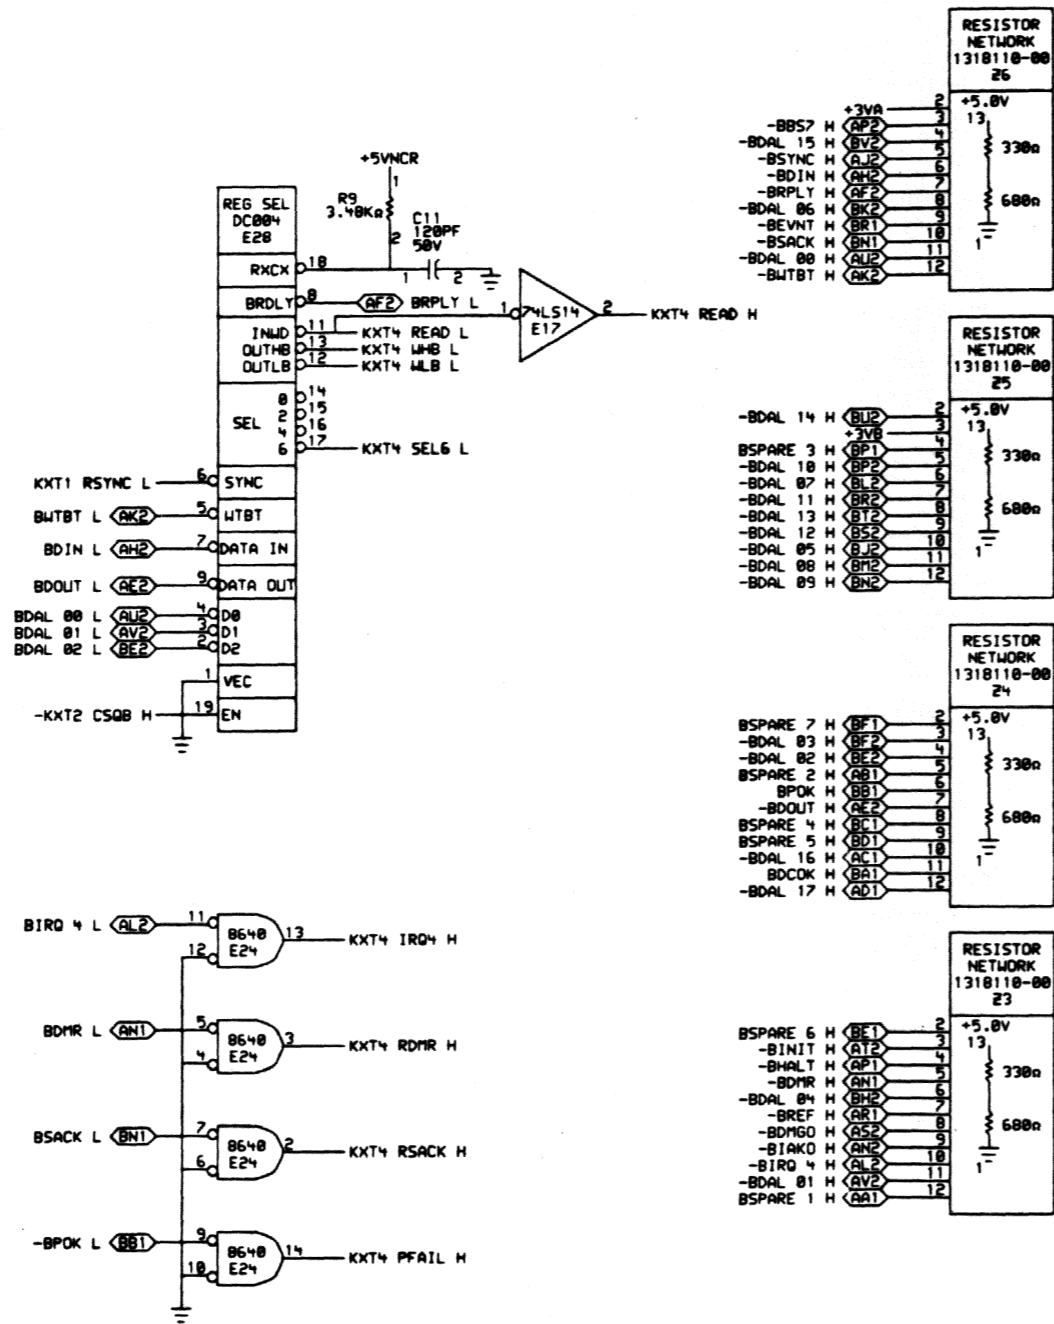 REG SEL
DC004
E28
RXCX
18
+5VNCR
1
R9
3.48KΩ
2
C11
120PF
50V
1
2
BRDLY
8
AF2 BRPLY L
INWD
11
KXT4 READ L
OUTHB
13
KXT4 WHB L
OUTLB
12
KXT4 WLB L
1
74LS14
E17
2
KXT4 READ H
SEL
0 14
2 15
4 16
6 17
KXT4 SEL6 L
KXT1 RSYNC L 6 SYNC
BWTBT L AK2 5 WTBT
BDIN L AH2 7 DATA IN
BDOUT L AE2 9 DATA OUT
BDAL 00 L AU2 4 D0
BDAL 01 L AV2 3 D1
BDAL 02 L BE2 2 D2
1 VEC
-KXT2 CSQB H 19 EN
BIRQ 4 L AL2 11
12
8640
E24
13 KXT4 IRQ4 H
BDMR L AN1 5
4
8640
E24
3 KXT4 RDMR H
BSACK L BN1 7
6
8640
E24
2 KXT4 RSACK H
-BPOK L BB1 9
10
8640
E24
14 KXT4 PFAIL H
RESISTOR
NETWORK
1318110-00
Z6
+5.0V
13
330Ω
680Ω
1
+3VA 2
-BBS7 H AP2 3
-BDAL 15 H BV2 4
-BSYNC H AJ2 5
-BDIN H AH2 6
-BRPLY H AF2 7
-BDAL 06 H BK2 8
-BEVNT H BR1 9
-BSACK H BN1 10
-BDAL 00 H AU2 11
-BWTBT H AK2 12
RESISTOR
NETWORK
1318110-00
Z5
+5.0V
13
330Ω
680Ω
1
-BDAL 14 H BU2 2
+3VB 3
BSPARE 3 H BP1 4
-BDAL 10 H BP2 5
-BDAL 07 H BL2 6
-BDAL 11 H BR2 7
-BDAL 13 H BT2 8
-BDAL 12 H BS2 9
-BDAL 05 H BJ2 10
-BDAL 08 H BM2 11
-BDAL 09 H BN2 12
RESISTOR
NETWORK
1318110-00
Z4
+5.0V
13
330Ω
680Ω
1
BSPARE 7 H BF1 2
-BDAL 03 H BF2 3
-BDAL 02 H BE2 4
BSPARE 2 H AB1 5
BPOK H BB1 6
-BDOUT H AE2 7
BSPARE 4 H BC1 8
BSPARE 5 H BD1 9
-BDAL 16 H AC1 10
BDCOK H BA1 11
-BDAL 17 H AD1 12
RESISTOR
NETWORK
1318110-00
Z3
+5.0V
13
330Ω
680Ω
1
BSPARE 6 H BE1 2
-BINIT H AT2 3
-BHALT H AP1 4
-BDMR H AN1 5
-BDAL 04 H BH2 6
-BREF H AR1 7
-BDMGO H AS2 8
-BIAKO H AN2 9
-BIRQ 4 H AL2 10
-BDAL 01 H AV2 11
BSPARE 1 H AA1 12